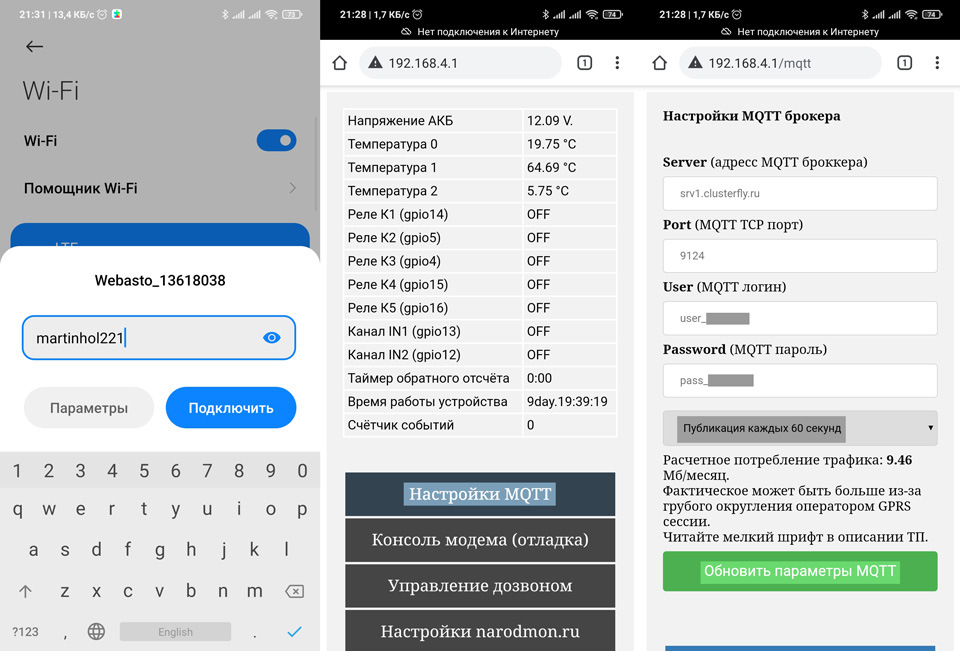 21:31 | 13,4 КБ/с
73
Wi-Fi
Wi-Fi
Помощник Wi-Fi
Webasto_13618038
martinhol221
Параметры
Подключить
1 2 3 4 5 6 7 8 9 0
q w e r t y u i o p
a s d f g h j k l
z x c v b n m
?123 , English .
21:28 | 1,7 КБ/с
74
Нет подключения к Интернету
192.168.4.1
1
Напряжение АКБ 12.09 V.
Температура 0 19.75 °C
Температура 1 64.69 °C
Температура 2 5.75 °C
Реле К1 (gpio14) OFF
Реле К2 (gpio5) OFF
Реле К3 (gpio4) OFF
Реле К4 (gpio15) OFF
Реле К5 (gpio16) OFF
Канал IN1 (gpio13) OFF
Канал IN2 (gpio12) OFF
Таймер обратного отсчёта 0:00
Время работы устройства 9day.19:39:19
Счётчик событий 0
Настройки MQTT
Консоль модема (отладка)
Управление дозвоном
Настройки narodmon.ru
21:28 | 1,7 КБ/с
74
Нет подключения к Интернету
192.168.4.1/mqtt
1
Настройки MQTT брокера
Server (адресс MQTT броккера)
srv1.clusterfly.ru
Port (MQTT TCP порт)
9124
User (MQTT логин)
user_
Password (MQTT пароль)
pass_
Публикация каждых 60 секунд
Расчетное потребление трафика: 9.46
Мб/месяц.
Фактическое может быть больше из-за
грубого округления оператором GPRS
сессии.
Читайте мелкий шрифт в описании ТП.
Обновить параметры MQTT